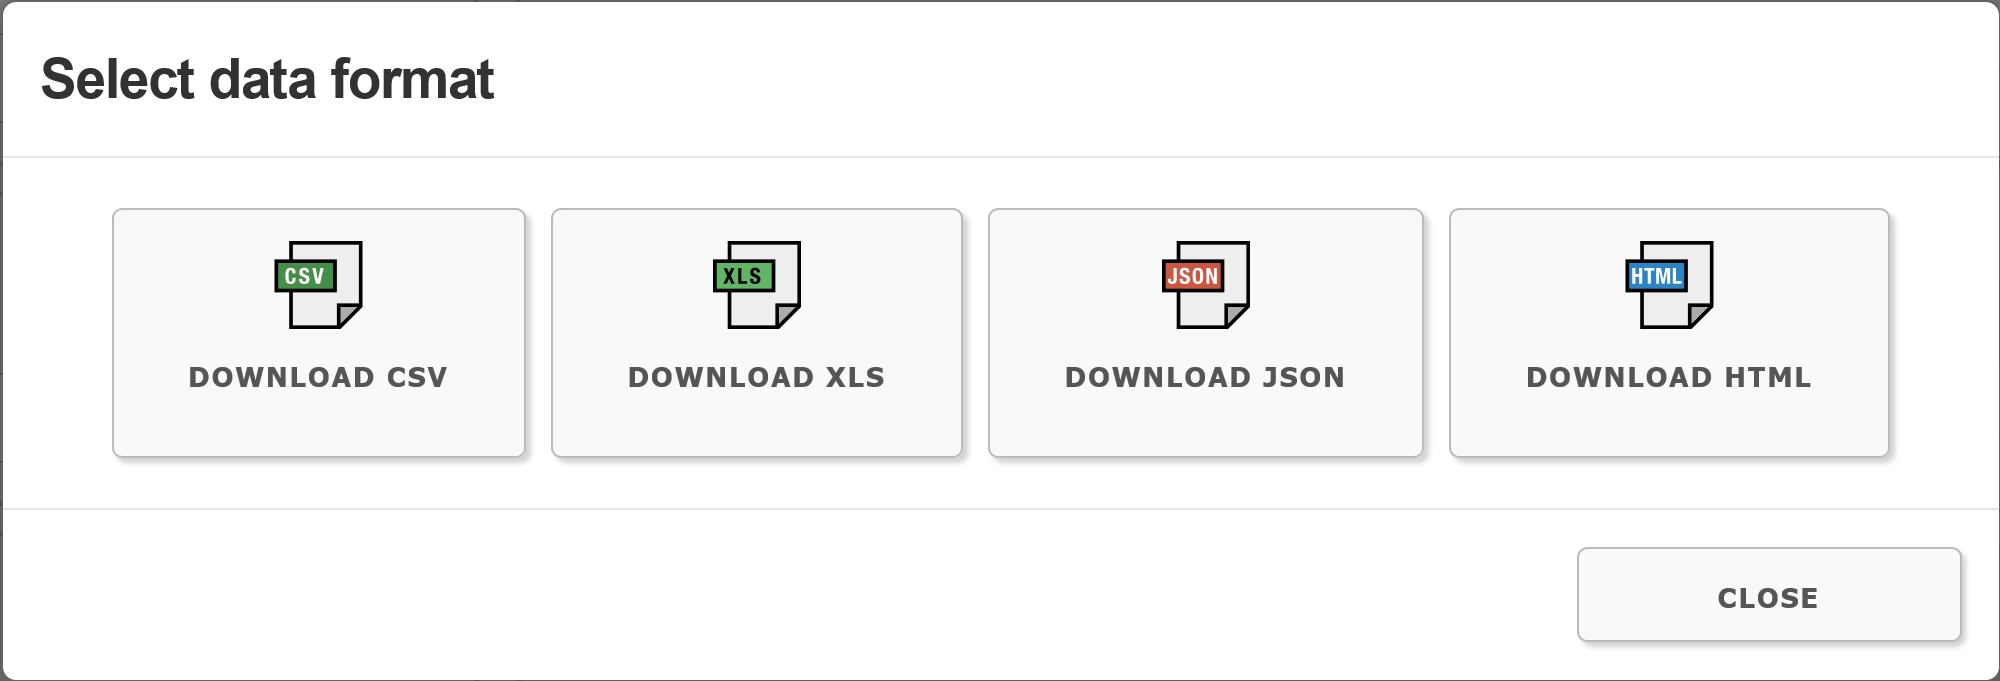 Select data format
CSV
XLS
JSON
HTML
DOWNLOAD CSV
DOWNLOAD XLS
DOWNLOAD JSON
DOWNLOAD HTML
CLOSE